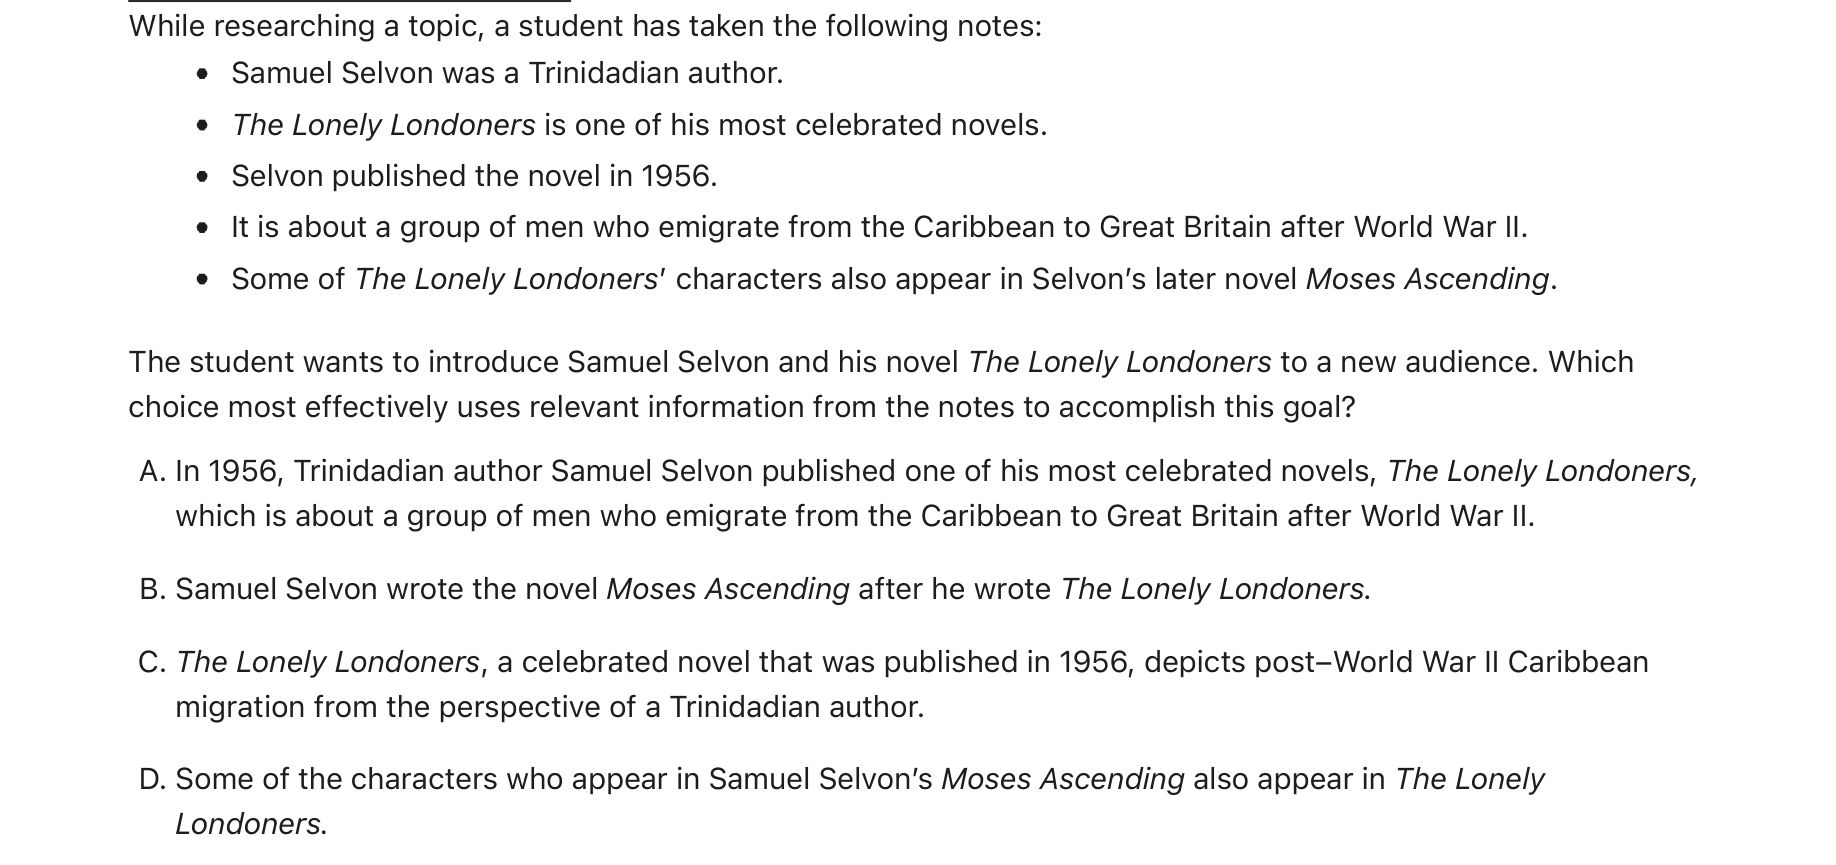 While researching a topic, a student has taken the following notes:
• Samuel Selvon was a Trinidadian author.
• The Lonely Londoners is one of his most celebrated novels.
• Selvon published the novel in 1956.
• It is about a group of men who emigrate from the Caribbean to Great Britain after World War II.
• Some of The Lonely Londoners’ characters also appear in Selvon’s later novel Moses Ascending.
The student wants to introduce Samuel Selvon and his novel The Lonely Londoners to a new audience. Which
choice most effectively uses relevant information from the notes to accomplish this goal?
A. In 1956, Trinidadian author Samuel Selvon published one of his most celebrated novels, The Lonely Londoners,
which is about a group of men who emigrate from the Caribbean to Great Britain after World War II.
B. Samuel Selvon wrote the novel Moses Ascending after he wrote The Lonely Londoners.
C. The Lonely Londoners, a celebrated novel that was published in 1956, depicts post–World War II Caribbean
migration from the perspective of a Trinidadian author.
D. Some of the characters who appear in Samuel Selvon’s Moses Ascending also appear in The Lonely
Londoners.